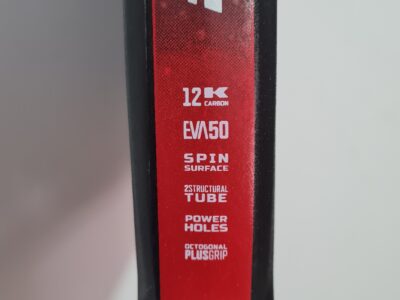 12K
CARBON
EVA50
SPIN
SURFACE
2STRUCTURAL
TUBE
POWER
HOLES
OCTOGONAL
PLUSGRIP